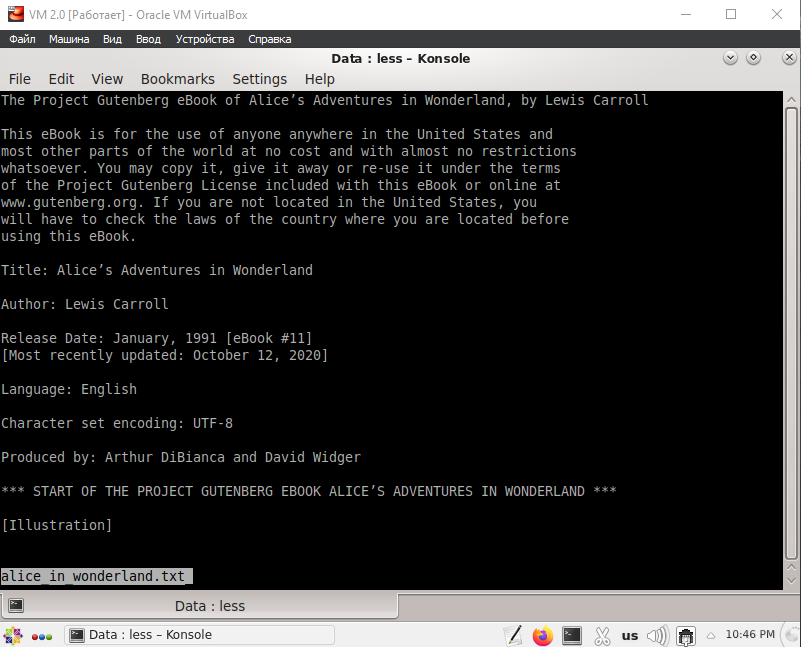 VM 2.0 [Работает] - Oracle VM VirtualBox
Файл Машина Вид Ввод Устройства Справка
Data : less – Konsole
File Edit View Bookmarks Settings Help
The Project Gutenberg eBook of Alice’s Adventures in Wonderland, by Lewis Carroll
This eBook is for the use of anyone anywhere in the United States and
most other parts of the world at no cost and with almost no restrictions
whatsoever. You may copy it, give it away or re-use it under the terms
of the Project Gutenberg License included with this eBook or online at
www.gutenberg.org. If you are not located in the United States, you
will have to check the laws of the country where you are located before
using this eBook.
Title: Alice’s Adventures in Wonderland
Author: Lewis Carroll
Release Date: January, 1991 [eBook #11]
[Most recently updated: October 12, 2020]
Language: English
Character set encoding: UTF-8
Produced by: Arthur DiBianca and David Widger
*** START OF THE PROJECT GUTENBERG EBOOK ALICE’S ADVENTURES IN WONDERLAND ***
[Illustration]
alice_in_wonderland.txt
Data : less
Data : less – Konsole
us
10:46 PM